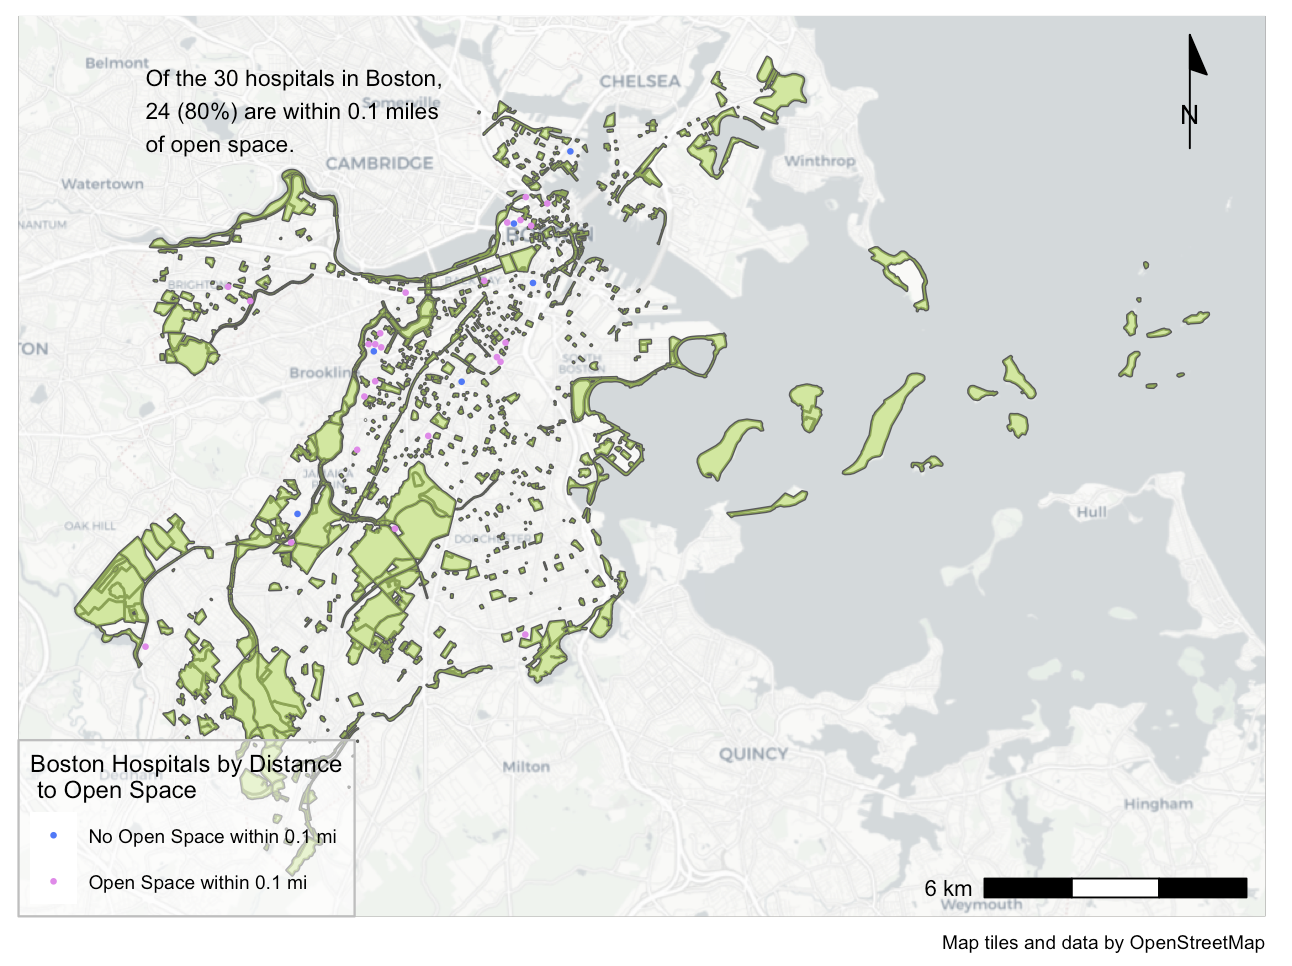 Belmont
Of the 30 hospitals in Boston,
24 (80%) are within 0.1 miles
of open space.
Somerville
CHELSEA
N
CAMBRIDGE
Winthrop
Watertown
NANTUM
BRIGHTON
TON
Brookline
SOUTH
BOSTON
JAMAICA
OAK HILL
DORCHESTER
Hull
QUINCY
Milton
Hingham
Weymouth
Dedham
Boston Hospitals by Distance
to Open Space
No Open Space within 0.1 mi
Open Space within 0.1 mi
6 km
Map tiles and data by OpenStreetMap